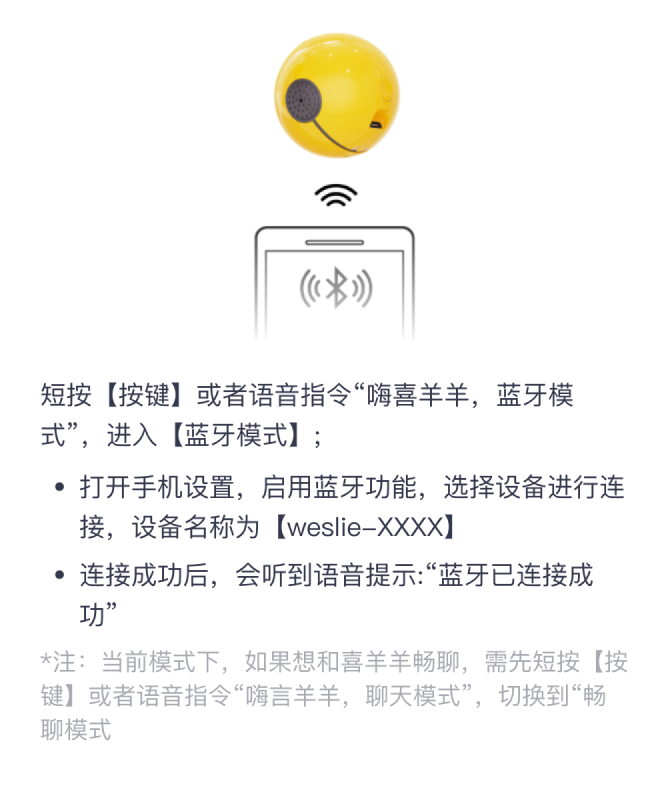 短按【按键】或者语音指令“嗨喜羊羊，蓝牙模
式”，进入【蓝牙模式】；
• 打开手机设置，启用蓝牙功能，选择设备进行连
接，设备名称为【weslie-XXXX】
• 连接成功后，会听到语音提示:“蓝牙已连接成
功”
*注：当前模式下，如果想和喜羊羊畅聊，需先短按【按
键】或者语音指令“嗨言羊羊，聊天模式”，切换到“畅
聊模式